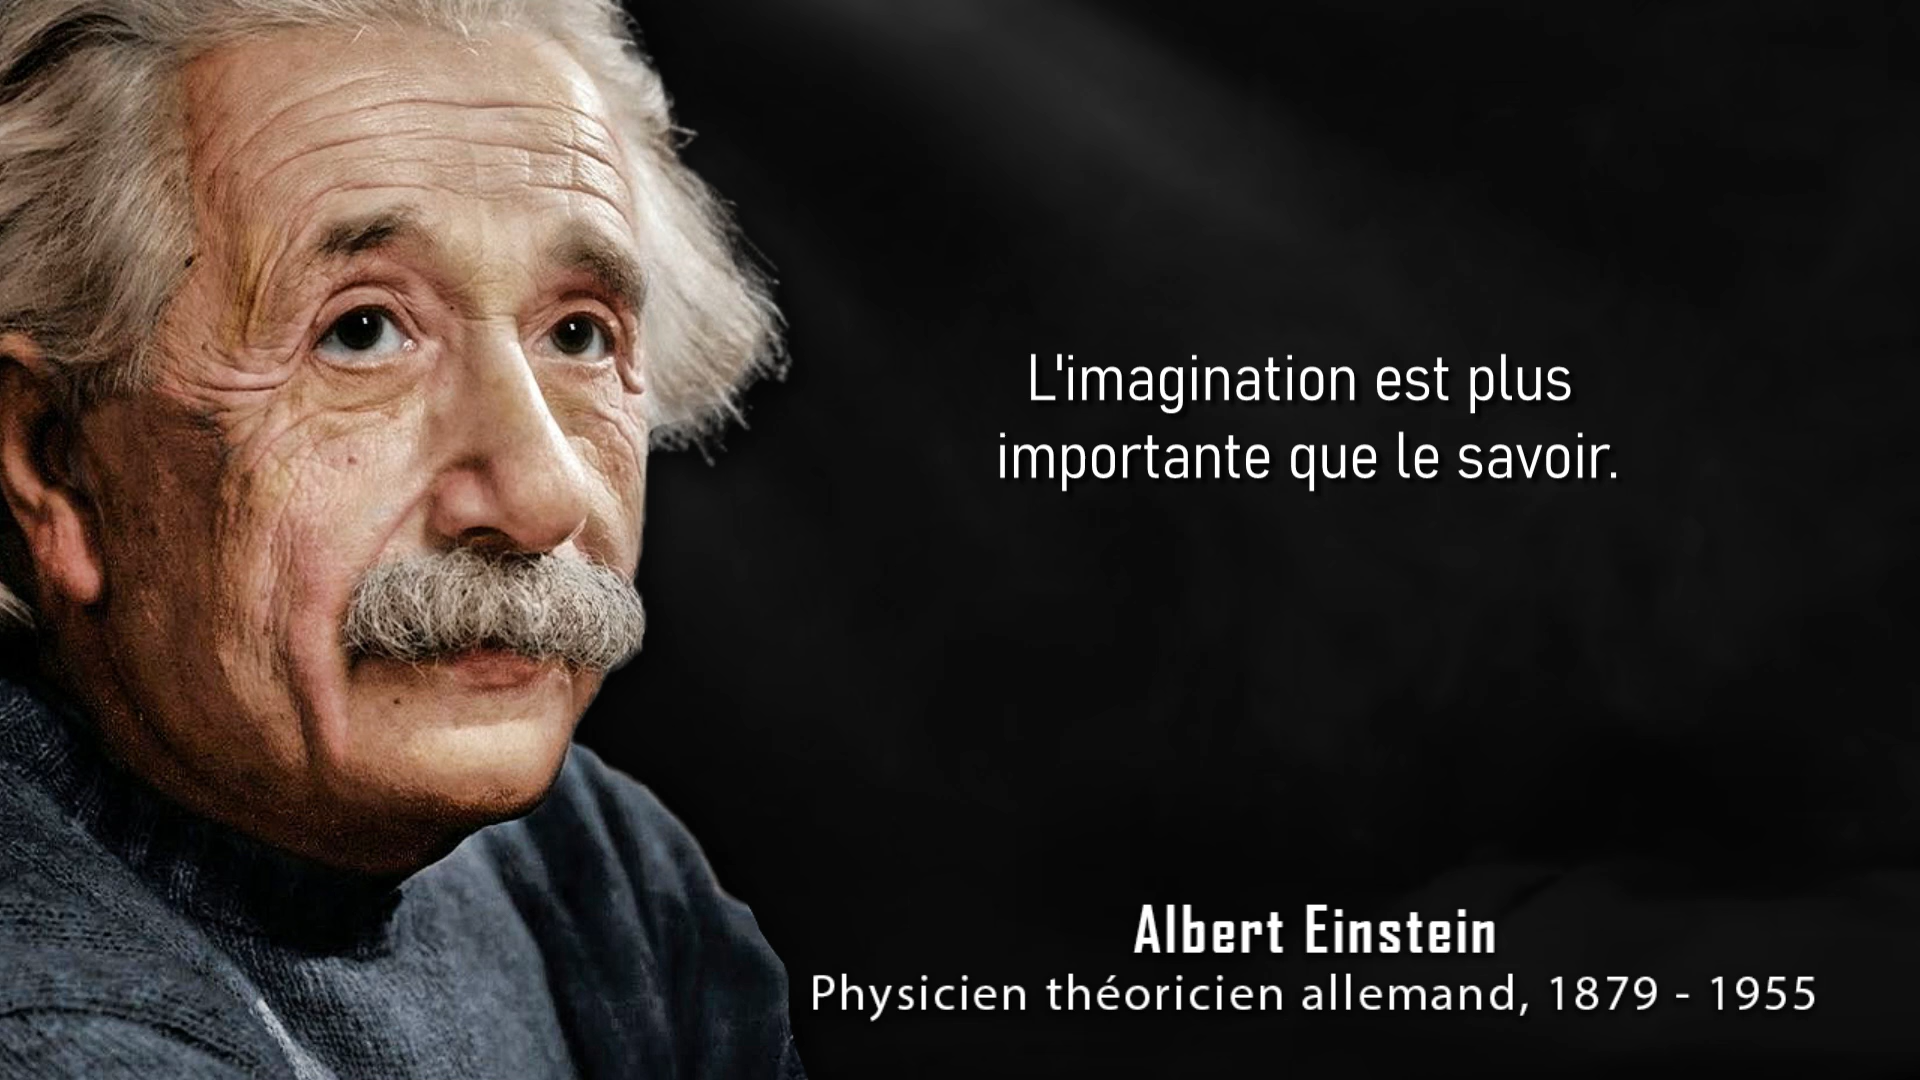 L'imagination est plus
importante que le savoir.
Albert Einstein
Physicien théoricien allemand, 1879 - 1955